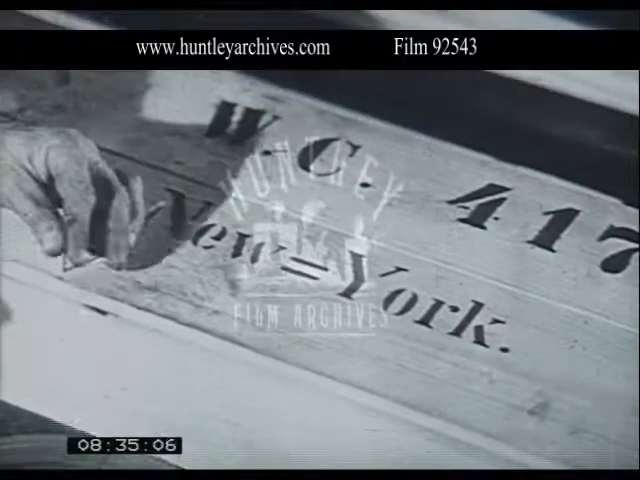 www.huntleyarchives.com Film 92543
W.C. 417
New=York.
HUNTLEY
FILM ARCHIVES
08:35:06